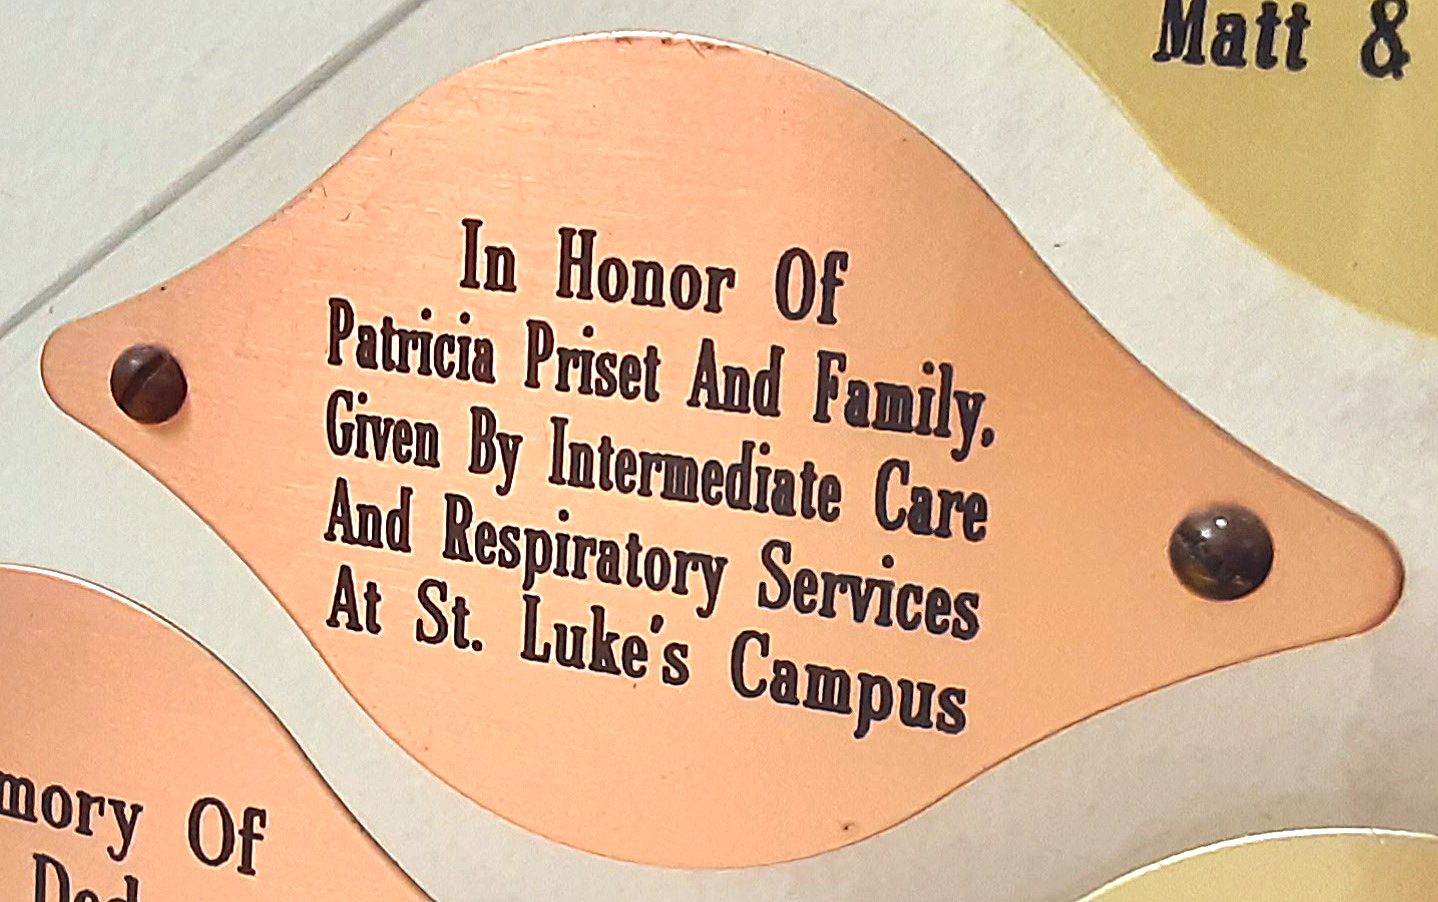 Matt &
In Honor Of
Patricia Priset And Family,
Given By Intermediate Care
And Respiratory Services
At St. Luke's Campus
mory Of